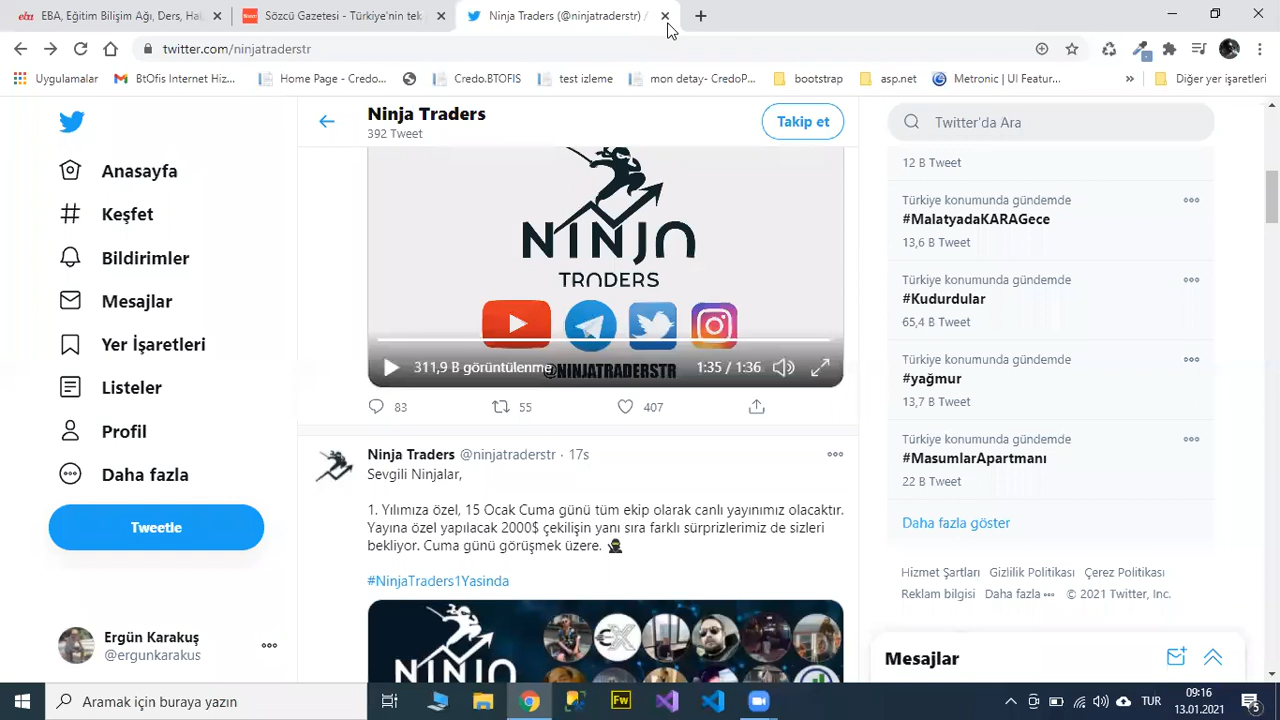 EBA, Eğitim Bilişim Ağı, Ders, Hak
Sözcü Gazetesi - Türkiye'nin tek
Ninja Traders (@ninjatraderstr) /
twitter.com/ninjatraderstr
Uygulamalar
BtOfis Internet Hiz...
Home Page - Credo...
Credo.BTOFIS
test izleme
mon detay- CredoP...
bootstrap
asp.net
Metronic | UI Featur...
»
Diğer yer işaretleri
Anasayfa
Keşfet
Bildirimler
Mesajlar
Yer İşaretleri
Listeler
Profil
Daha fazla
Tweetle
Ergün Karakuş
@ergunkarakus
Ninja Traders
392 Tweet
Takip et
NINJA
TRADERS
@NINJATRADERSTR
311,9 B görüntülenme
1:35 / 1:36
83
55
407
Ninja Traders @ninjatraderstr · 17s
Sevgili Ninjalar,
1. Yılımıza özel, 15 Ocak Cuma günü tüm ekip olarak canlı yayınımız olacaktır.
Yayına özel yapılacak 2000$ çekilişin yanı sıra farklı sürprizlerimiz de sizleri
bekliyor. Cuma günü görüşmek üzere.
#NinjaTraders1Yasinda
NINJA
Twitter'da Ara
12 B Tweet
Türkiye konumunda gündemde
#MalatyadaKARAGece
13,6 B Tweet
Türkiye konumunda gündemde
#Kudurdular
65,4 B Tweet
Türkiye konumunda gündemde
#yağmur
13,7 B Tweet
Türkiye konumunda gündemde
#MasumlarApartmanı
22 B Tweet
Daha fazla göster
Hizmet Şartları Gizlilik Politikası Çerez Politikası
Reklam bilgisi Daha fazla ••• © 2021 Twitter, Inc.
Mesajlar
Aramak için buraya yazın
Fw
TUR
09:16
13.01.2021
5